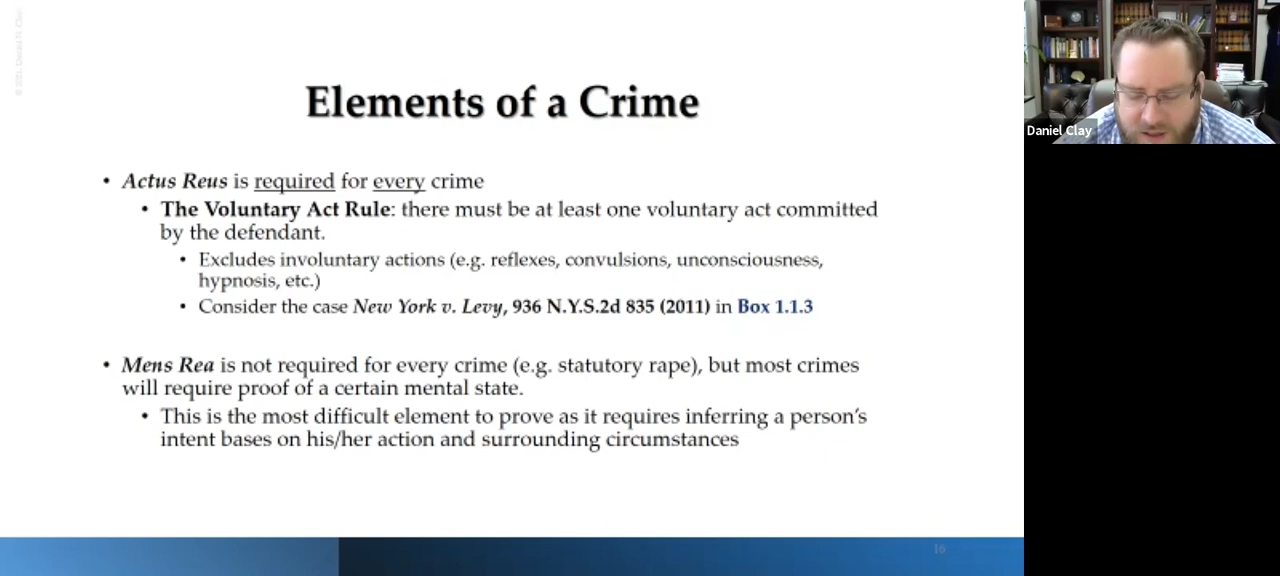 Elements of a Crime
• Actus Reus is required for every crime
• The Voluntary Act Rule: there must be at least one voluntary act committed
by the defendant.
• Excludes involuntary actions (e.g. reflexes, convulsions, unconsciousness,
hypnosis, etc.)
• Consider the case New York v. Levy, 936 N.Y.S.2d 835 (2011) in Box 1.1.3
• Mens Rea is not required for every crime (e.g. statutory rape), but most crimes
will require proof of a certain mental state.
• This is the most difficult element to prove as it requires inferring a person's
intent bases on his/her action and surrounding circumstances
16
Daniel Clay